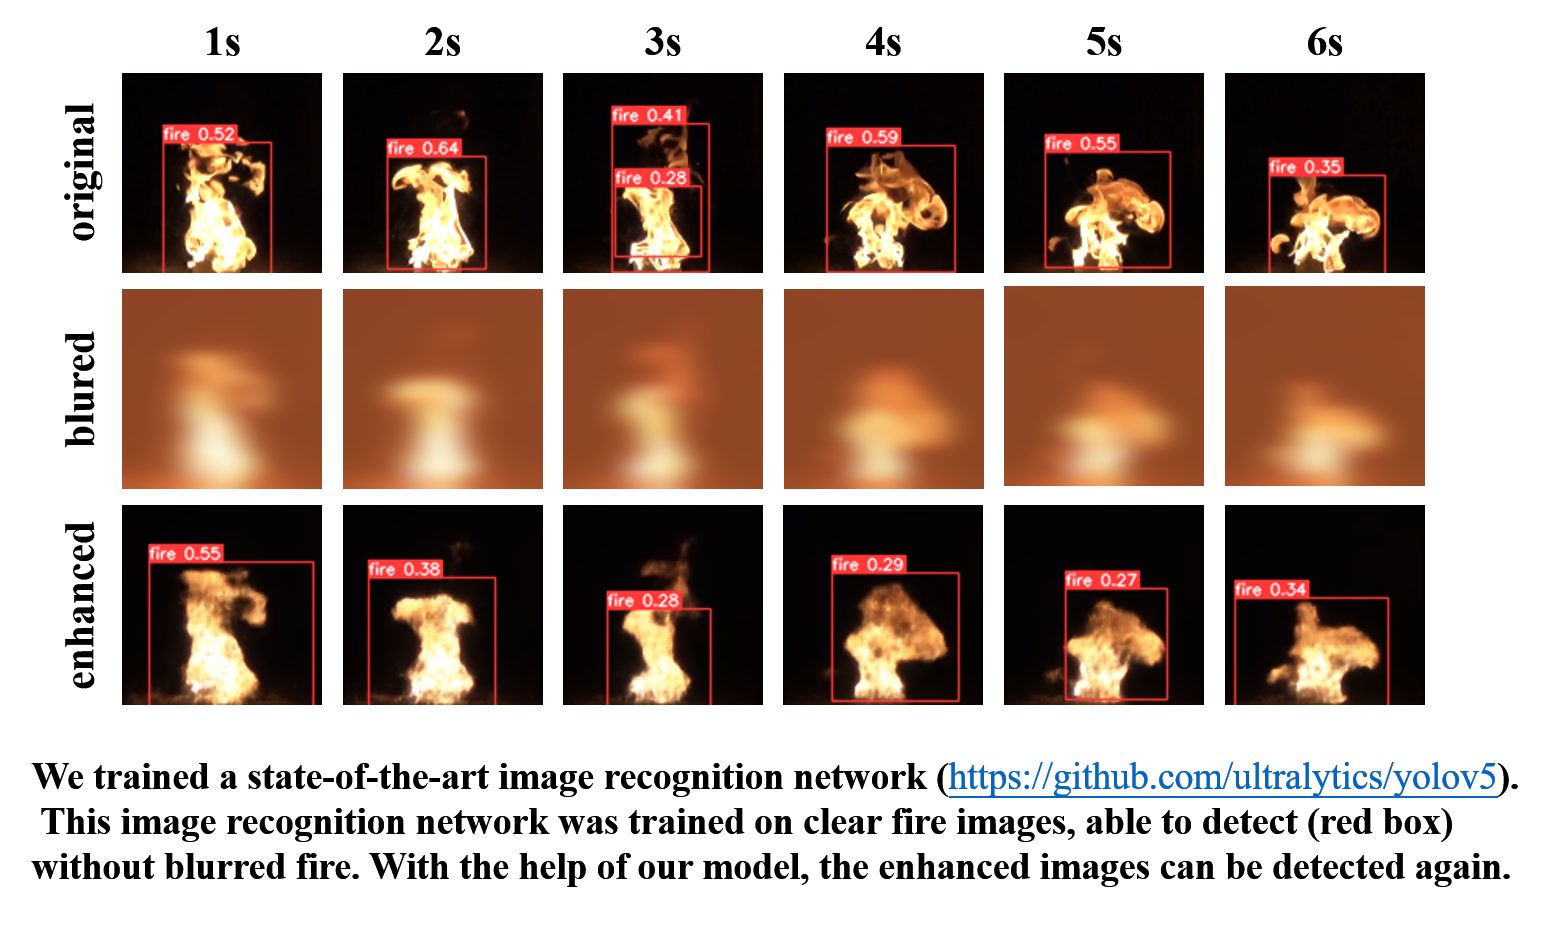 1s 2s 3s 4s 5s 6s
original
fire 0.52
fire 0.64
fire 0.41
fire 0.28
fire 0.59
fire 0.55
fire 0.35
blured
enhanced
fire 0.55
fire 0.38
fire 0.28
fire 0.29
fire 0.27
fire 0.34
We trained a state-of-the-art image recognition network (https://github.com/ultralytics/yolov5).
This image recognition network was trained on clear fire images, able to detect (red box)
without blurred fire. With the help of our model, the enhanced images can be detected again.